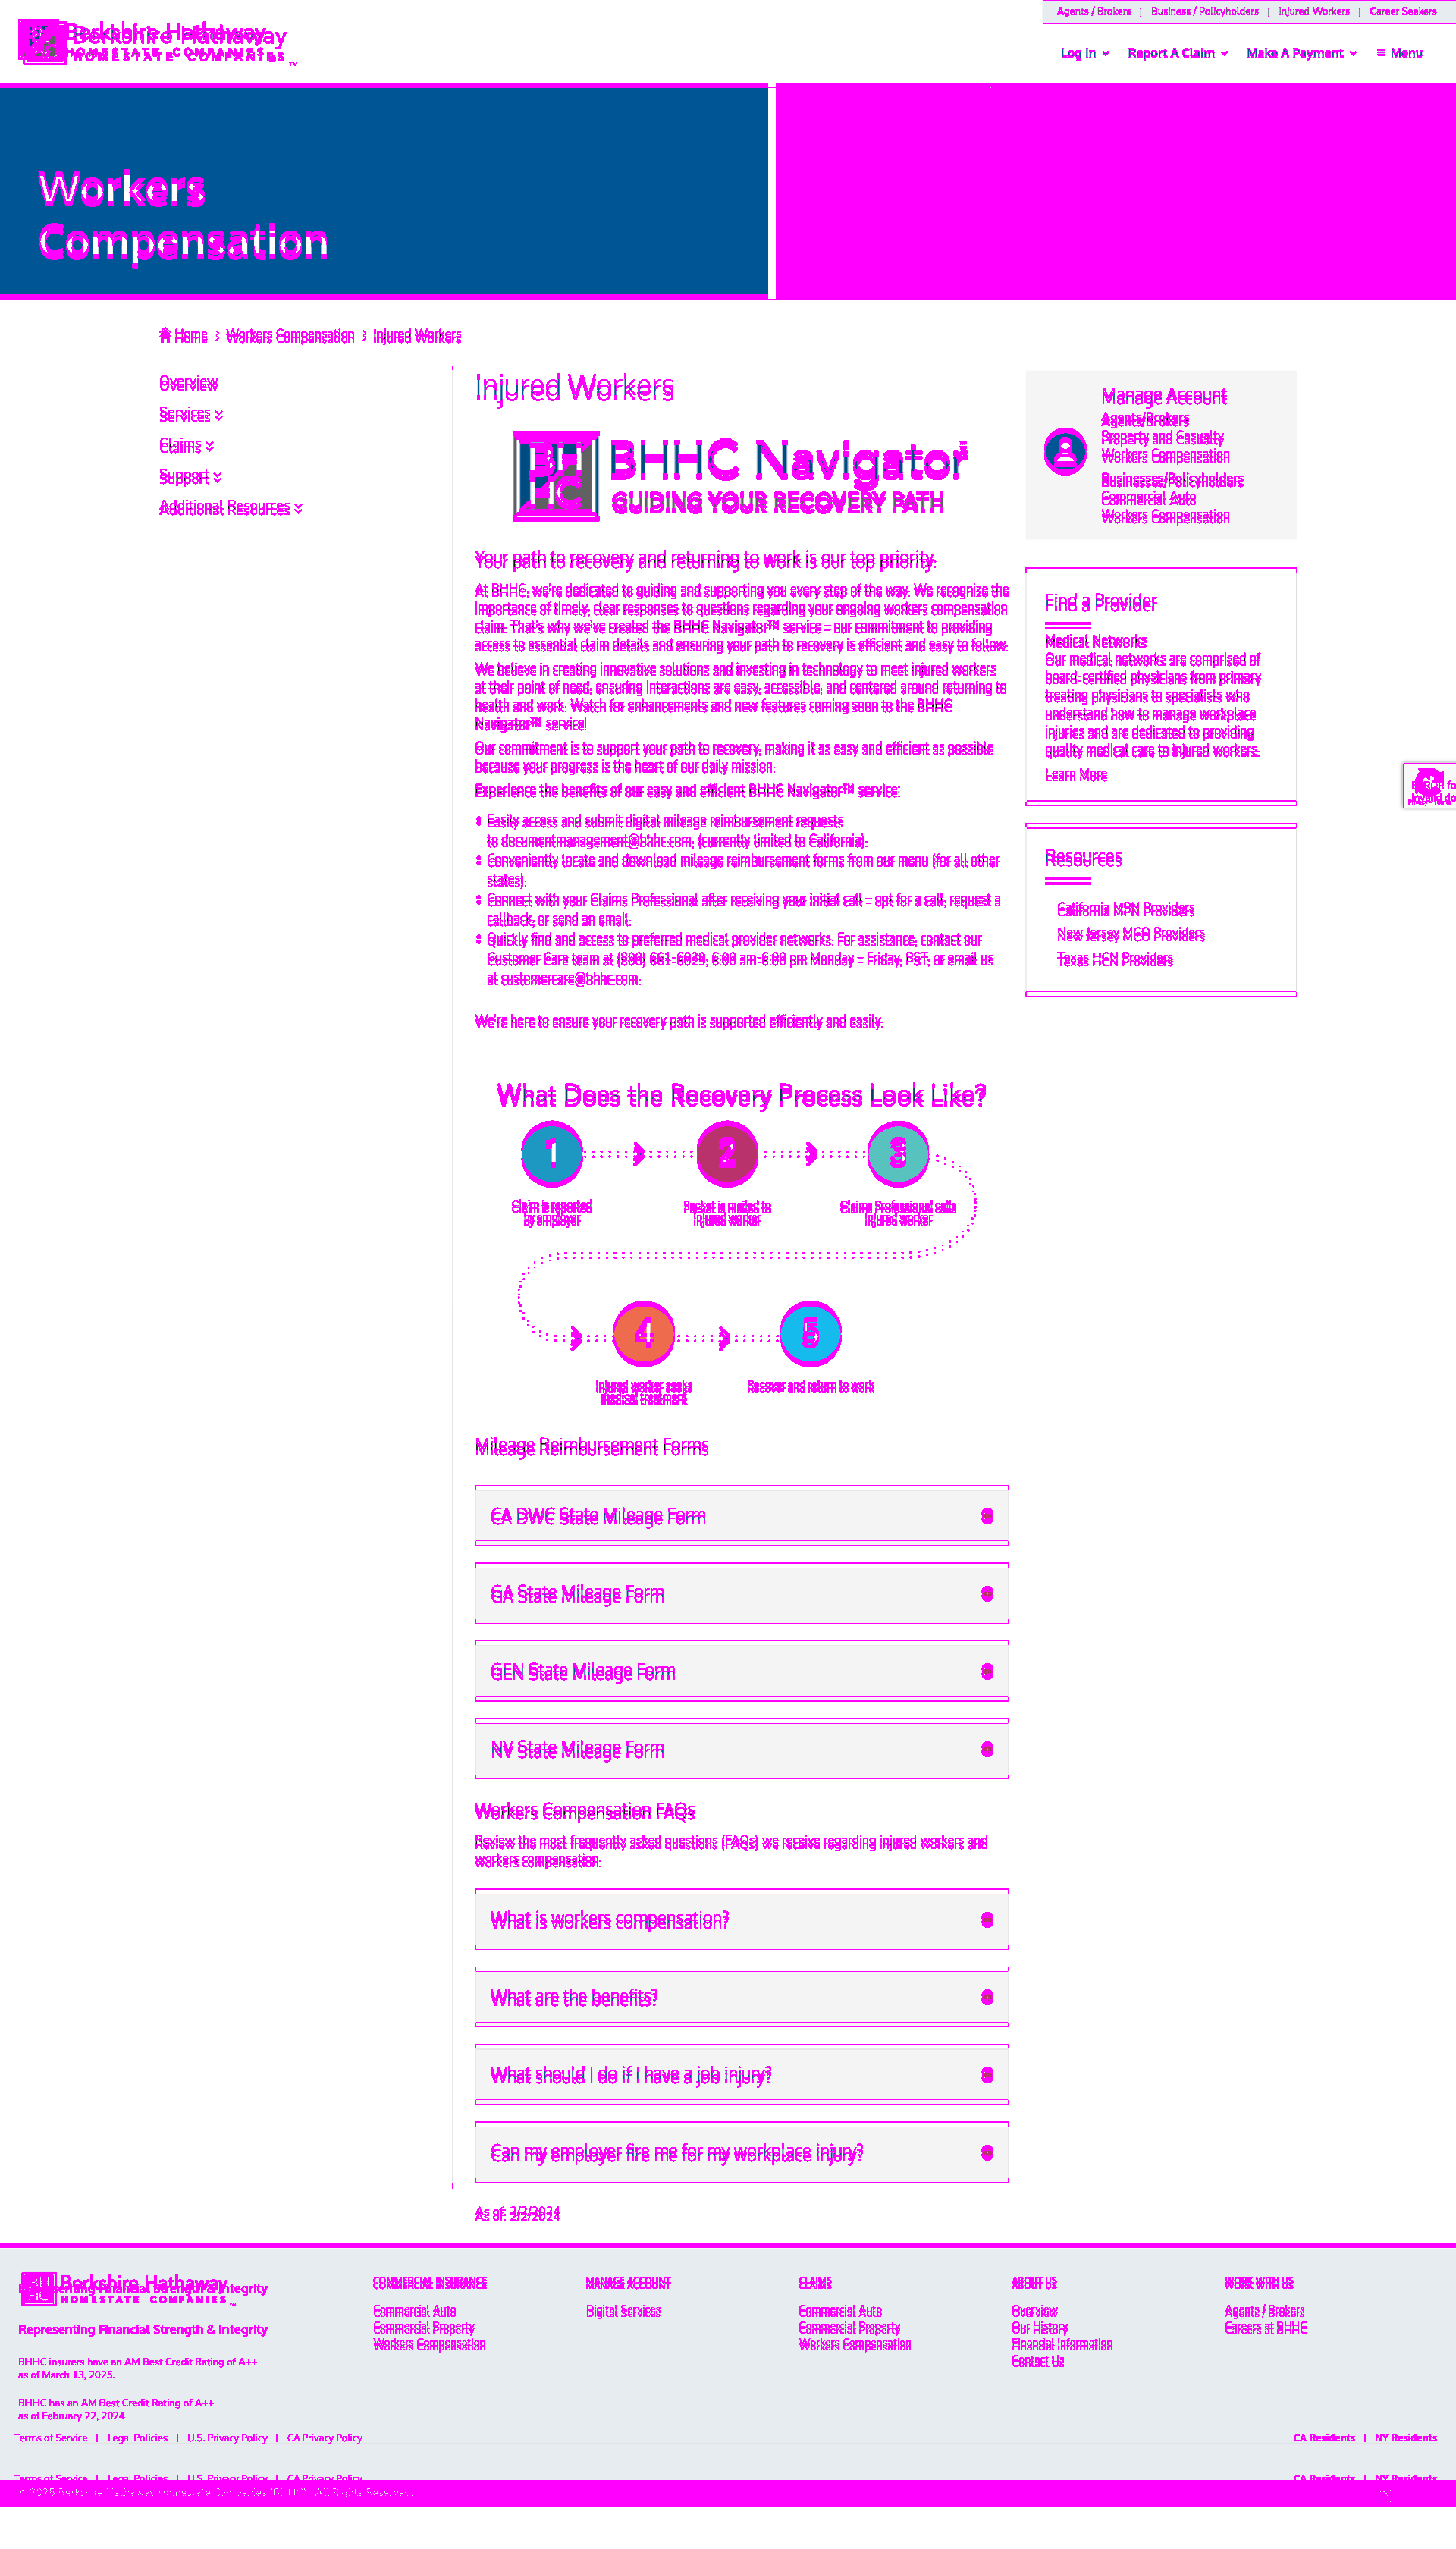 Agents / Brokers | Business / Policyholders | Injured Workers | Career Seekers
Berkshire Hathaway
HOMESTATE COMPANIES
Log In Report A Claim Make A Payment Menu
Workers
Compensation
Home Workers Compensation Injured Workers
Overview
Services
Claims
Support
Additional Resources
Injured Workers
BHHC Navigator
GUIDING YOUR RECOVERY PATH
Your path to recovery and returning to work is our top priority.
At BHHC, we're dedicated to guiding and supporting you every step of the way. We recognize the
importance of timely, clear responses to questions regarding your ongoing workers compensation
claim. That's why we've created the BHHC Navigator™ service – our commitment to providing
access to essential claim details and ensuring your path to recovery is efficient and easy to follow.
We believe in creating innovative solutions and investing in technology to meet injured workers
at their point of need, ensuring interactions are easy, accessible, and centered around returning to
health and work. Watch for enhancements and new features coming soon to the BHHC
Navigator™ service!
Our commitment is to support your path to recovery, making it as easy and efficient as possible
because your progress is the heart of our daily mission.
Experience the benefits of our easy and efficient BHHC Navigator™ service:
• Easily access and submit digital mileage reimbursement requests
to documentmanagement@bhhc.com, (currently limited to California).
• Conveniently locate and download mileage reimbursement forms from our menu (for all other
states).
• Connect with your Claims Professional after receiving your initial call – opt for a call, request a
callback, or send an email.
• Quickly find and access to preferred medical provider networks. For assistance, contact our
Customer Care team at (800) 661-6029, 6:00 am-6:00 pm Monday – Friday, PST, or email us
at customercare@bhhc.com.
We're here to ensure your recovery path is supported efficiently and easily.
What Does the Recovery Process Look Like?
1 2 3
Claim is reported
by employer
Packet is mailed to
Injured worker
Claims Professional calls
Injured worker
4 5
Injured worker seeks
medical treatment
Recover and return to work
Mileage Reimbursement Forms
CA DWC State Mileage Form
GA State Mileage Form
GEN State Mileage Form
NV State Mileage Form
Workers Compensation FAQs
Review the most frequently asked questions (FAQs) we receive regarding injured workers and
workers compensation.
What is workers compensation?
What are the benefits?
What should I do if I have a job injury?
Can my employer fire me for my workplace injury?
As of: 2/2/2024
Manage Account
Agents/Brokers
Property and Casualty
Workers Compensation
Businesses/Policyholders
Commercial Auto
Workers Compensation
Find a Provider
Medical Networks
Our medical networks are comprised of
board-certified physicians from primary
treating physicians to specialists who
understand how to manage workplace
injuries and are dedicated to providing
quality medical care to injured workers.
Learn More
Resources
California MPN Providers
New Jersey MCO Providers
Texas HCN Providers
Berkshire Hathaway
HOMESTATE COMPANIES
Representing Financial Strength & Integrity
Representing Financial Strength & Integrity
BHHC insurers have an AM Best Credit Rating of A++
as of March 13, 2025.
BHHC has an AM Best Credit Rating of A++
as of February 22, 2024
COMMERCIAL INSURANCE
Commercial Auto
Commercial Property
Workers Compensation
MANAGE ACCOUNT
Digital Services
CLAIMS
Commercial Auto
Commercial Property
Workers Compensation
ABOUT US
Overview
Our History
Financial Information
Contact Us
WORK WITH US
Agents / Brokers
Careers at BHHC
Terms of Service | Legal Policies | U.S. Privacy Policy | CA Privacy Policy
CA Residents | NY Residents
Terms of Service | Legal Policies | U.S. Privacy Policy | CA Privacy Policy
CA Residents | NY Residents
© 2025 Berkshire Hathaway Homestate Companies (BHHC). All Rights Reserved.